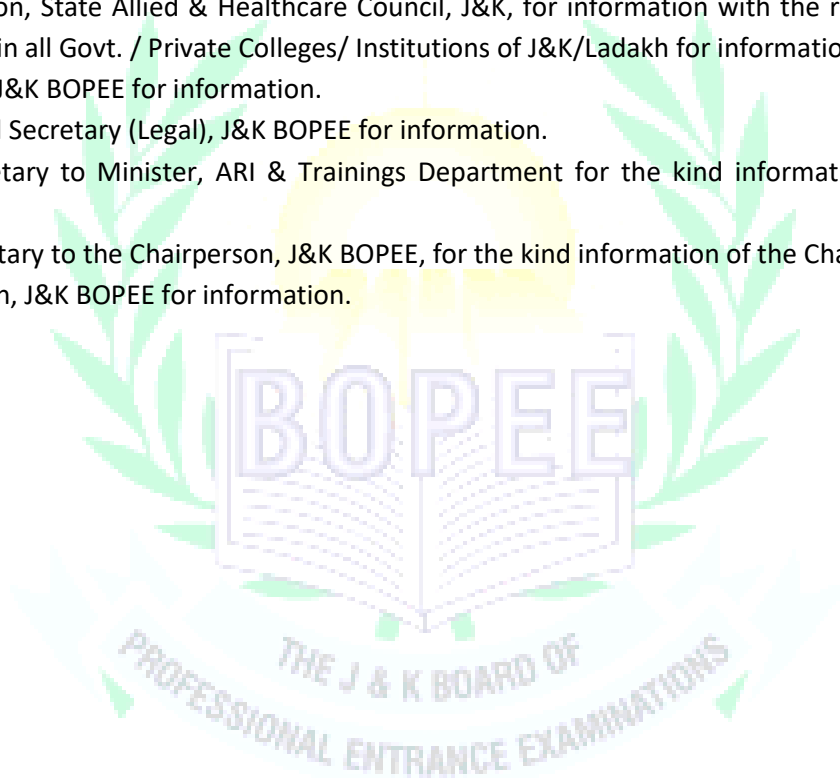 on, State Allied & Healthcare Council, J&K, for information with the r
in all Govt. / Private Colleges/ Institutions of J&K/Ladakh for informatio
J&K BOPEE for information.
Secretary (Legal), J&K BOPEE for information.
tary to Minister, ARI & Trainings Department for the kind informat
tary to the Chairperson, J&K BOPEE, for the kind information of the Cha
n, J&K BOPEE for information.
BOPEE
THE J & K BOARD OF
PROFESSIONAL ENTRANCE EXAMINATIONS